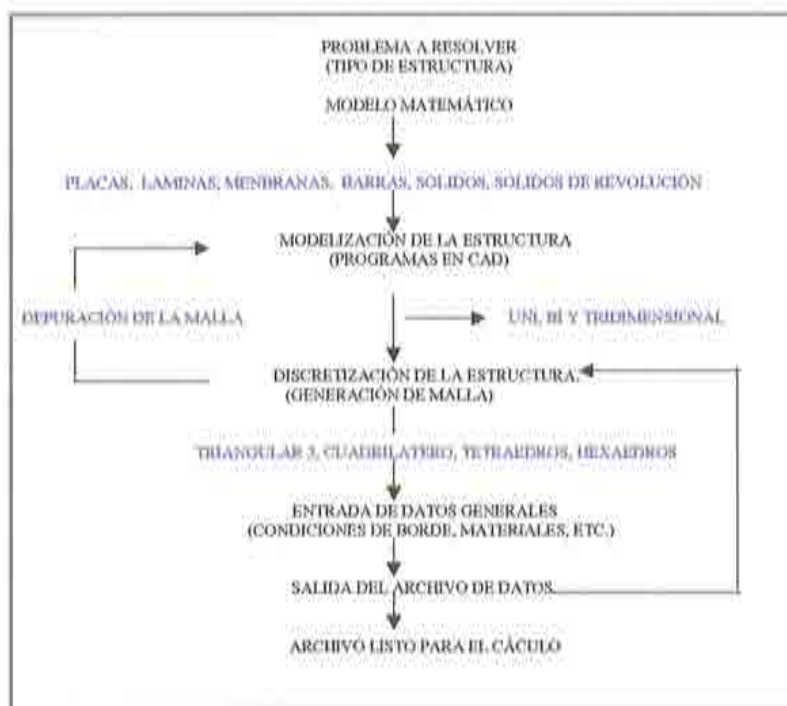 PROBLEMA A RESOLVER
(TIPO DE ESTRUCTURA)
MODELO MATEMÁTICO
PLACAS, LAMINAS, MENBRANAS, BARRAS, SOLIDOS, SOLIDOS DE REVOLUCIÓN
MODELIZACIÓN DE LA ESTRUCTURA
(PROGRAMAS EN CAD)
DEPURACIÓN DE LA MALLA
UNI, BI Y TRIDIMENSIONAL
DISCRETIZACIÓN DE LA ESTRUCTURA.
(GENERACIÓN DE MALLA)
TRIANGULAR 3, CUADRILATERO, TETRAEDROS, HEXAEDROS
ENTRADA DE DATOS GENERALES
(CONDICIONES DE BORDE, MATERIALES, ETC.)
SALIDA DEL ARCHIVO DE DATOS
ARCHIVO LISTO PARA EL CÁCULO